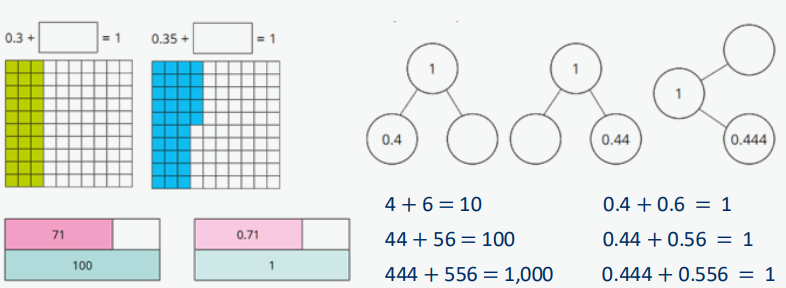 0.3 + = 1
0.35 + = 1
1
0.4
1
0.44
1
0.444
71
100
0.71
1
4 + 6 = 10
44 + 56 = 100
444 + 556 = 1,000
0.4 + 0.6 = 1
0.44 + 0.56 = 1
0.444 + 0.556 = 1